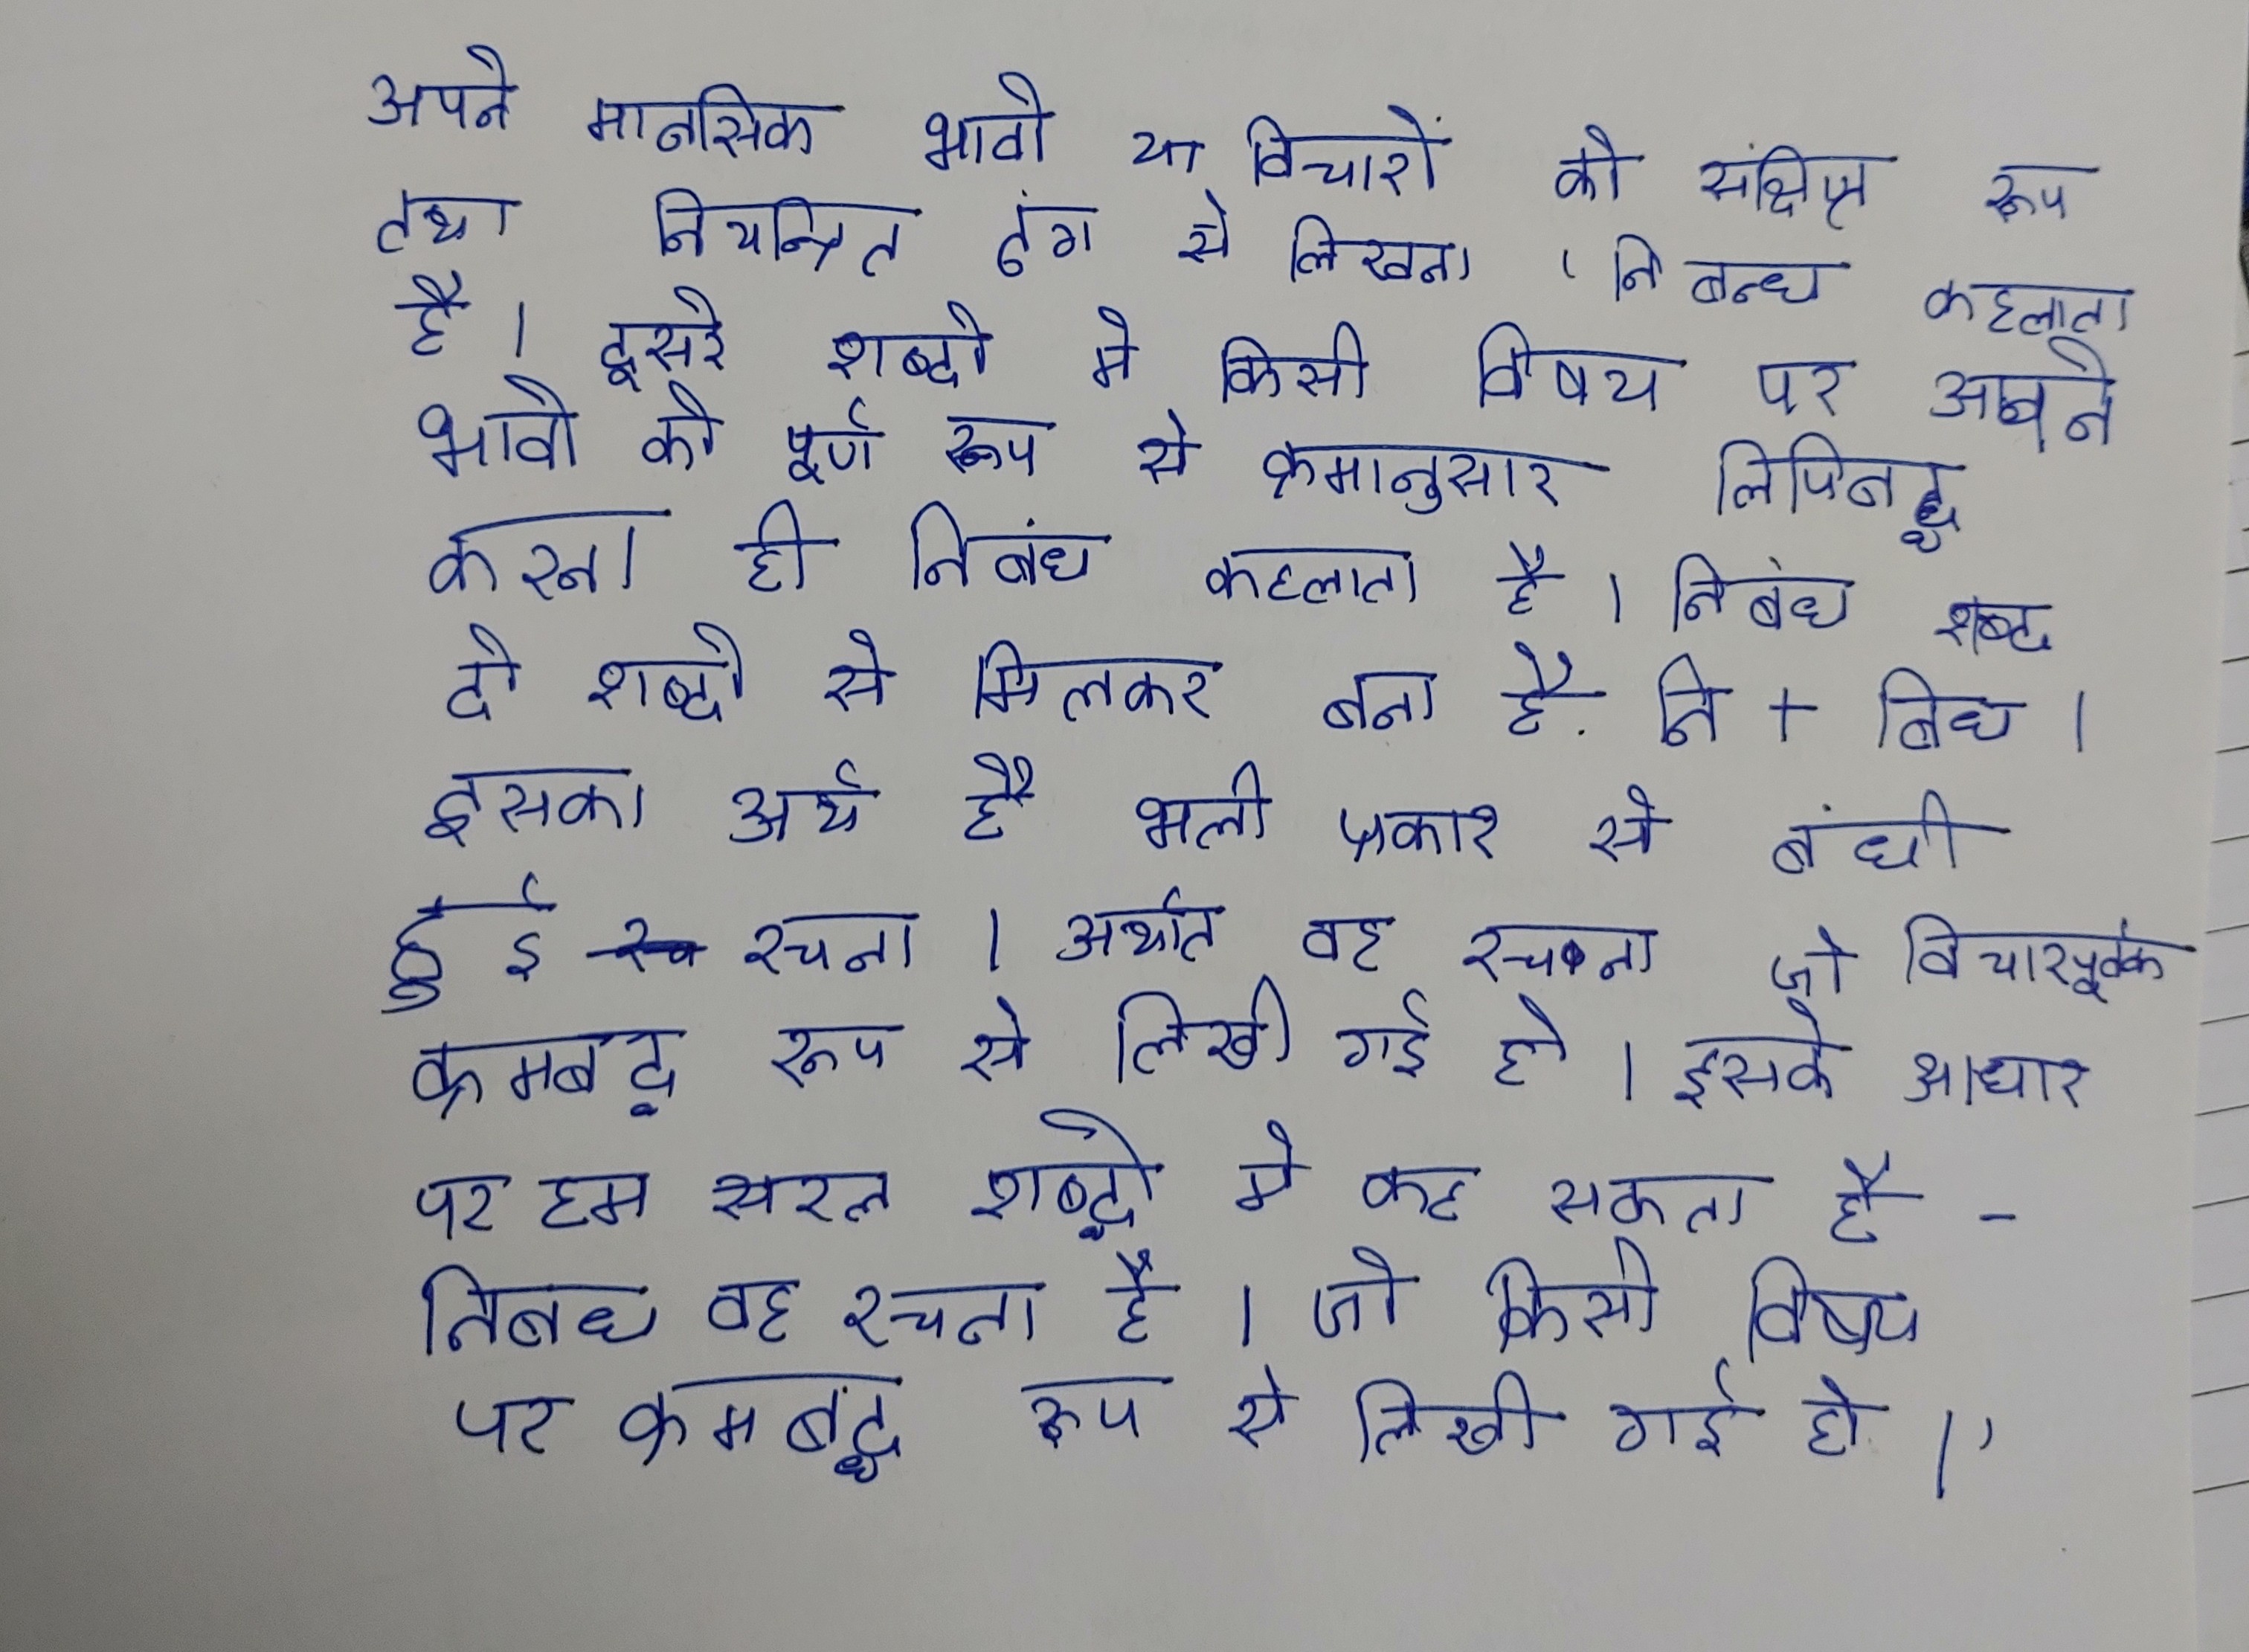 अपने मानसिक भावो या विचारों को संक्षिप्त रूप
तथा नियन्त्रित ढंग से लिखना 'निबन्ध कहलाता
है। दूसरे शब्दो मे किसी विषय पर अपने
भावो को पूर्ण रूप से क्रमानुसार लिपिबद्ध
करना ही निबंध कहलाता है। निबंध शब्द
दो शब्दो से मिलकर बना है. नि + बिध।
इसका अर्थ है भली प्रकार से बंधी
हुई रचना। अर्थात वह रचना जो विचारपूर्वक
क्रमबद्व रूप से लिखी गई हो। इसके आधार
पर हम सरल शब्दो मे कह सकता है -
निबध वह रचना है। जो किसी विषय
पर क्रमबद्ध रूप से लिखी गई हो।'